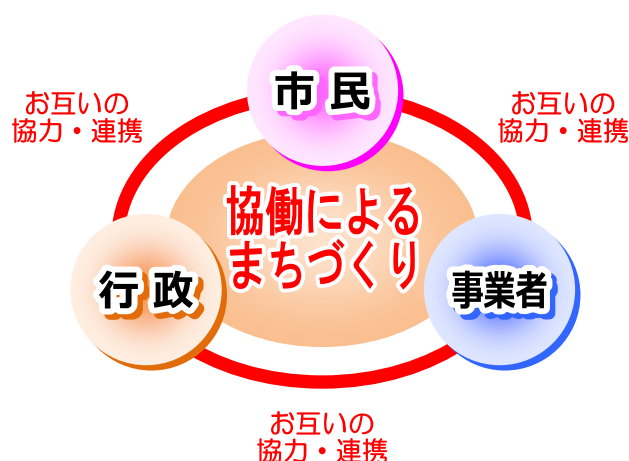 市民
お互いの
協力・連携
お互いの
協力・連携
協働による
まちづくり
行政
事業者
お互いの
協力・連携